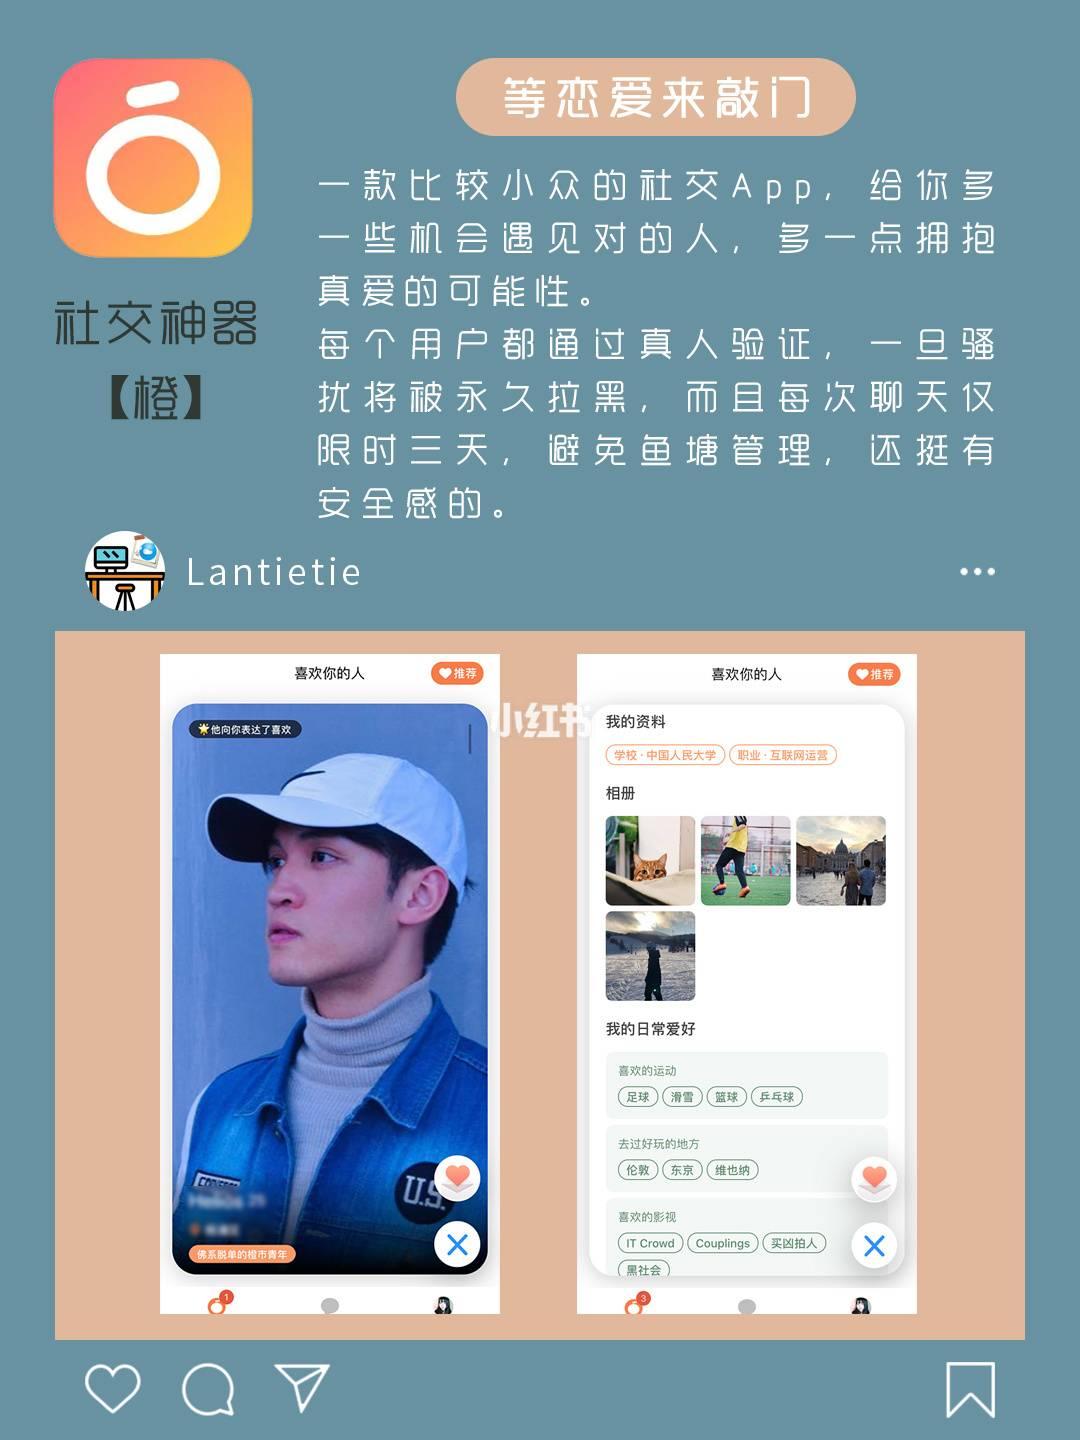 等恋爱来敲门
一款比较小众的社交App，给你多
一些机会遇见对的人，多一点拥抱
真爱的可能性。
每个用户都通过真人验证，一旦骚
扰将被永久拉黑，而且每次聊天仅
限时三天，避免鱼塘管理，还挺有
安全感的。
社交神器
【橙】
Lantietie
喜欢你的人
推荐
他向你表达了喜欢
U.S.
佛系脱单的橙市青年
1
小红书
喜欢你的人
推荐
我的资料
学校·中国人民大学 职业·互联网运营
相册
我的日常爱好
喜欢的运动
足球 滑雪 篮球 乒乓球
去过好玩的地方
伦敦 东京 维也纳
喜欢的影视
IT Crowd Couplings 买凶拍人
黑社会
3